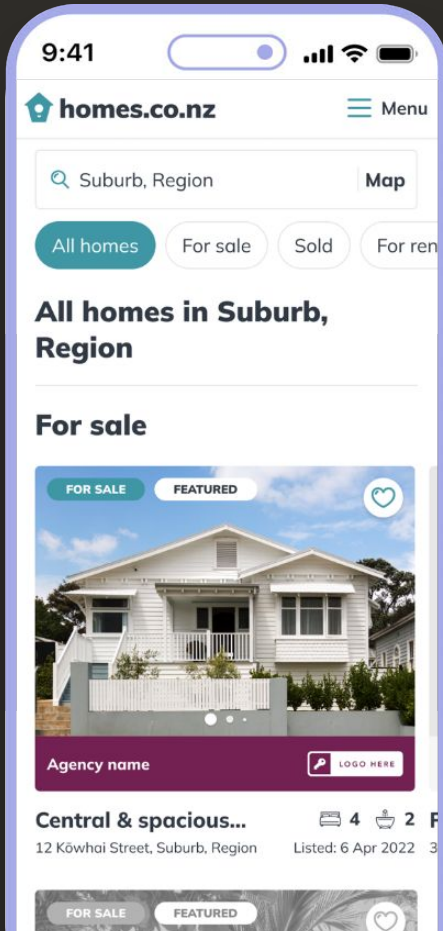 9:41
homes.co.nz
Menu
Suburb, Region
Map
All homes
For sale
Sold
For ren
All homes in Suburb,
Region
For sale
FOR SALE
FEATURED
Agency name
LOGO HERE
Central & spacious...
4
2
12 Kōwhai Street, Suburb, Region
Listed: 6 Apr 2022
FOR SALE
FEATURED